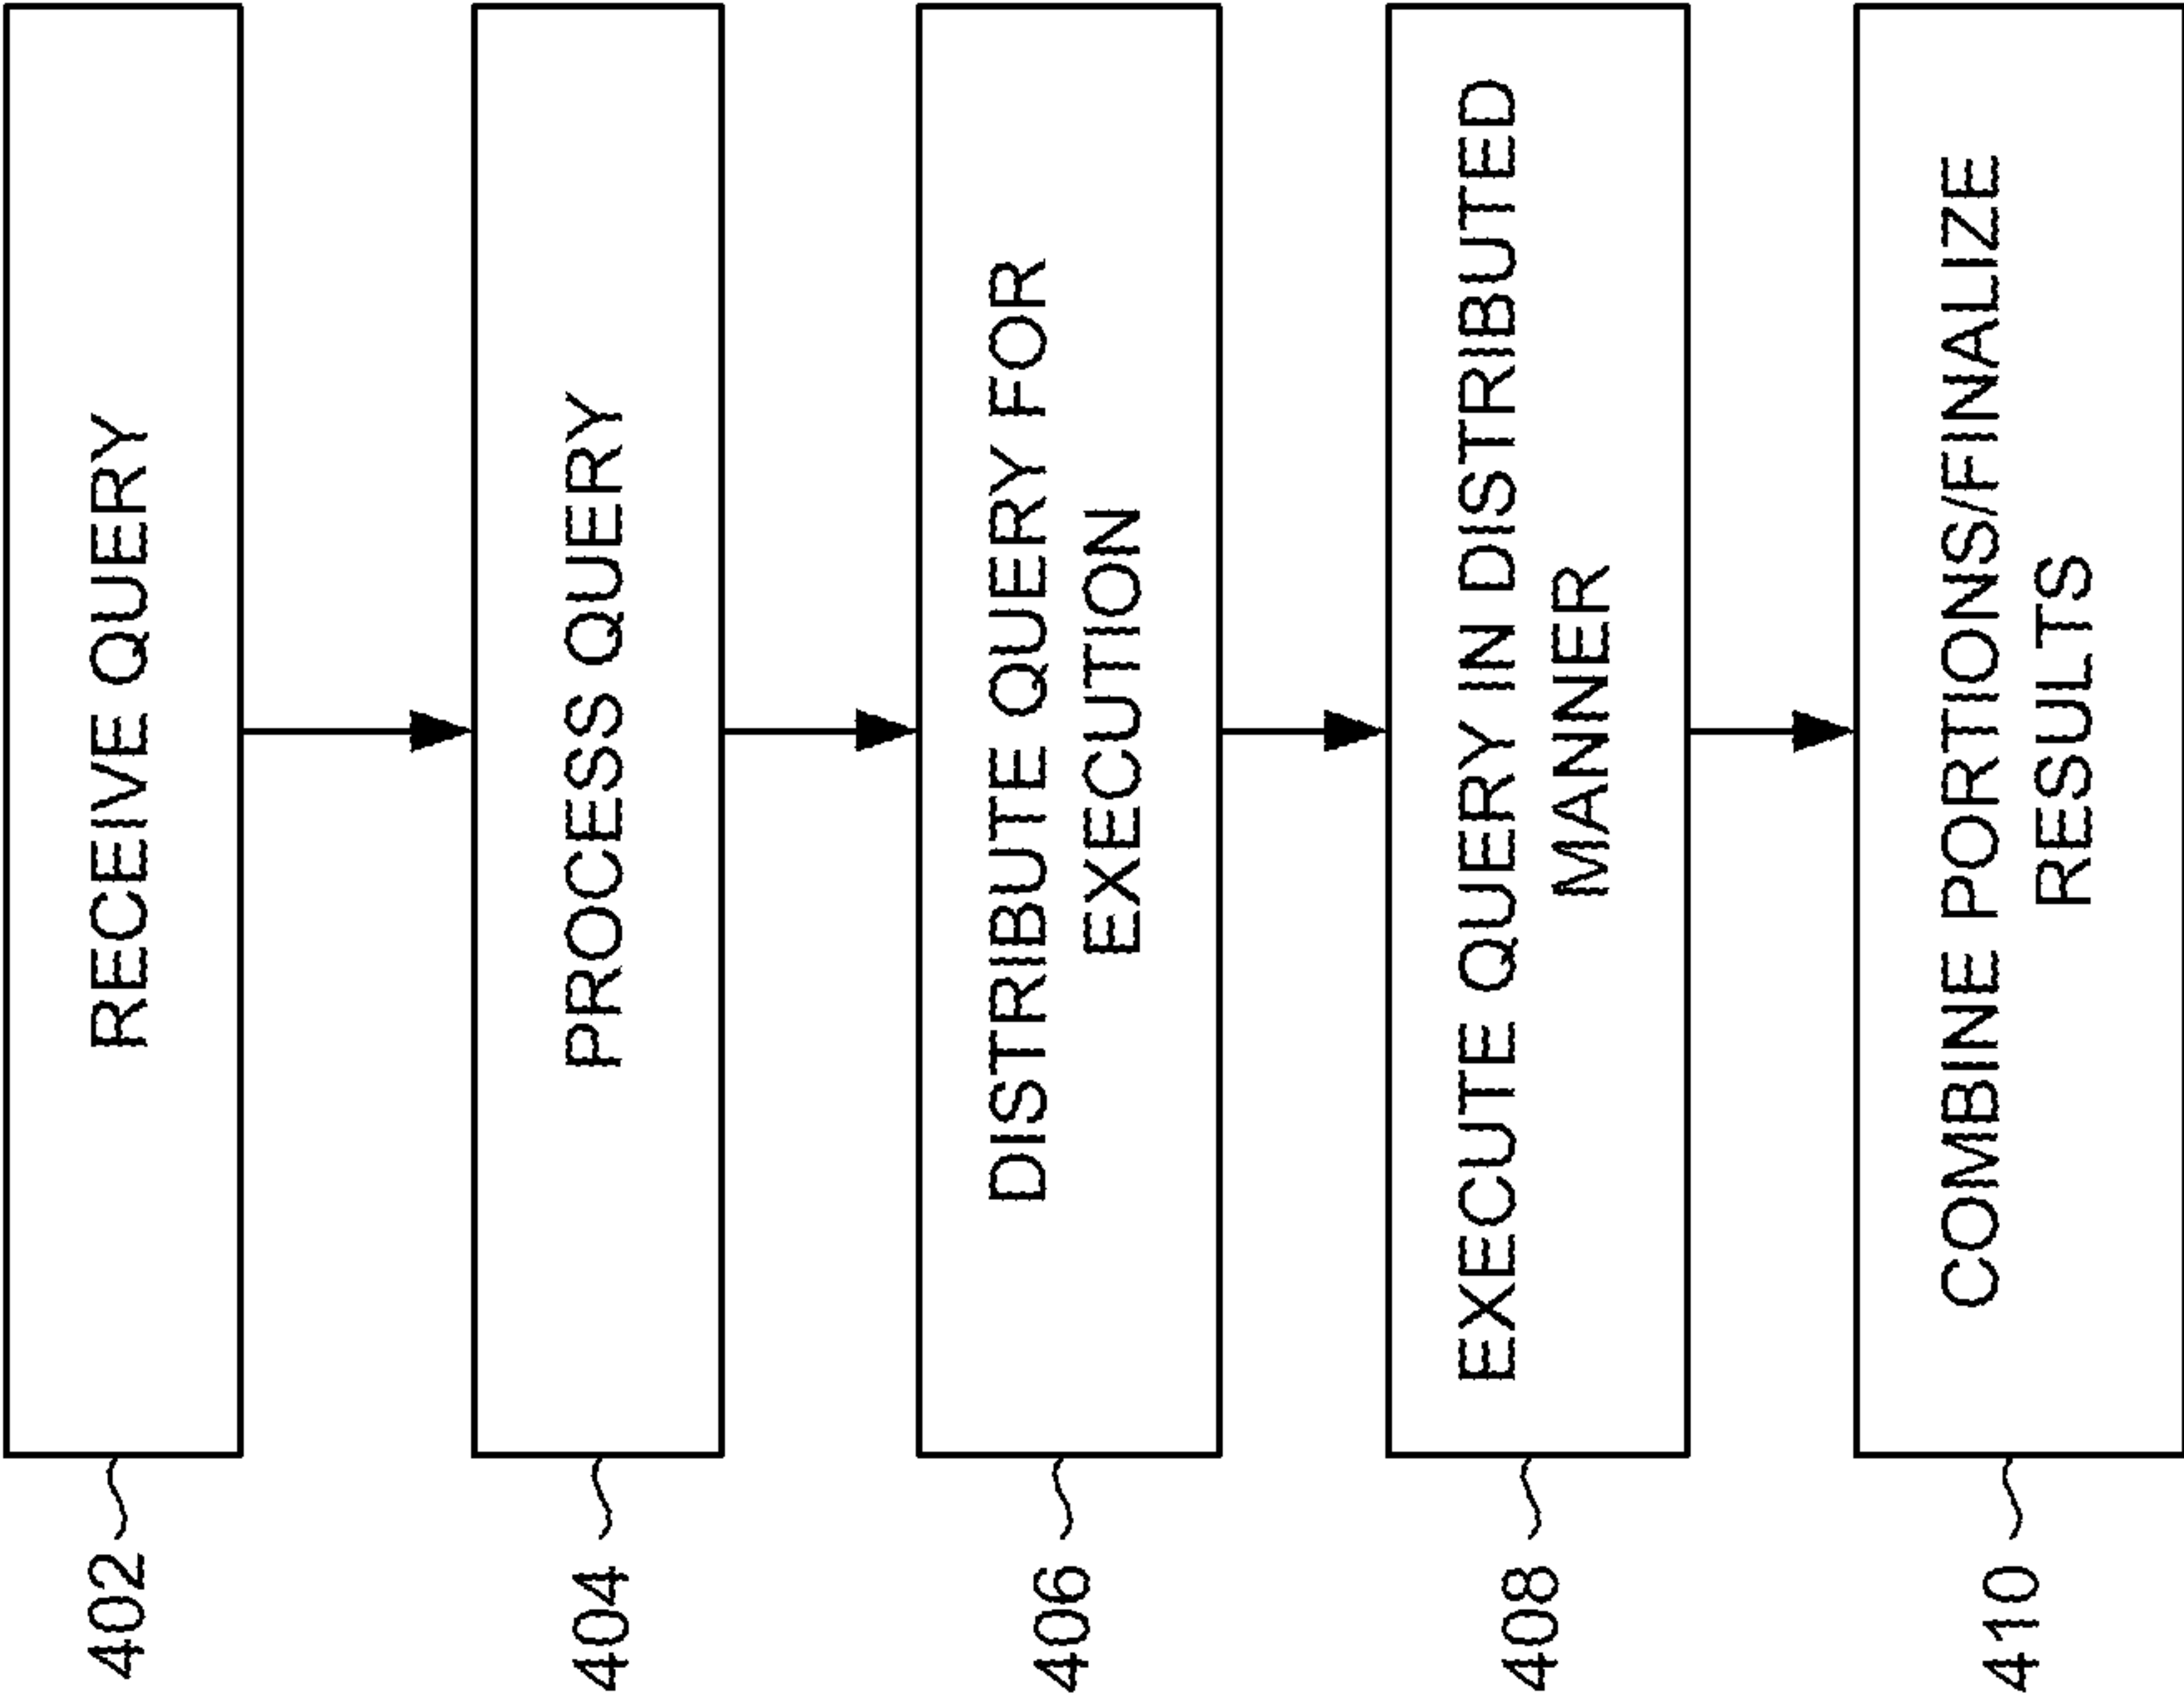 402
RECEIVE QUERY
404
PROCESS QUERY
406
DISTRIBUTE QUERY FOR
EXECUTION
408
EXECUTE QUERY IN DISTRIBUTED
MANNER
410
COMBINE PORTIONS/FINALIZE
RESULTS